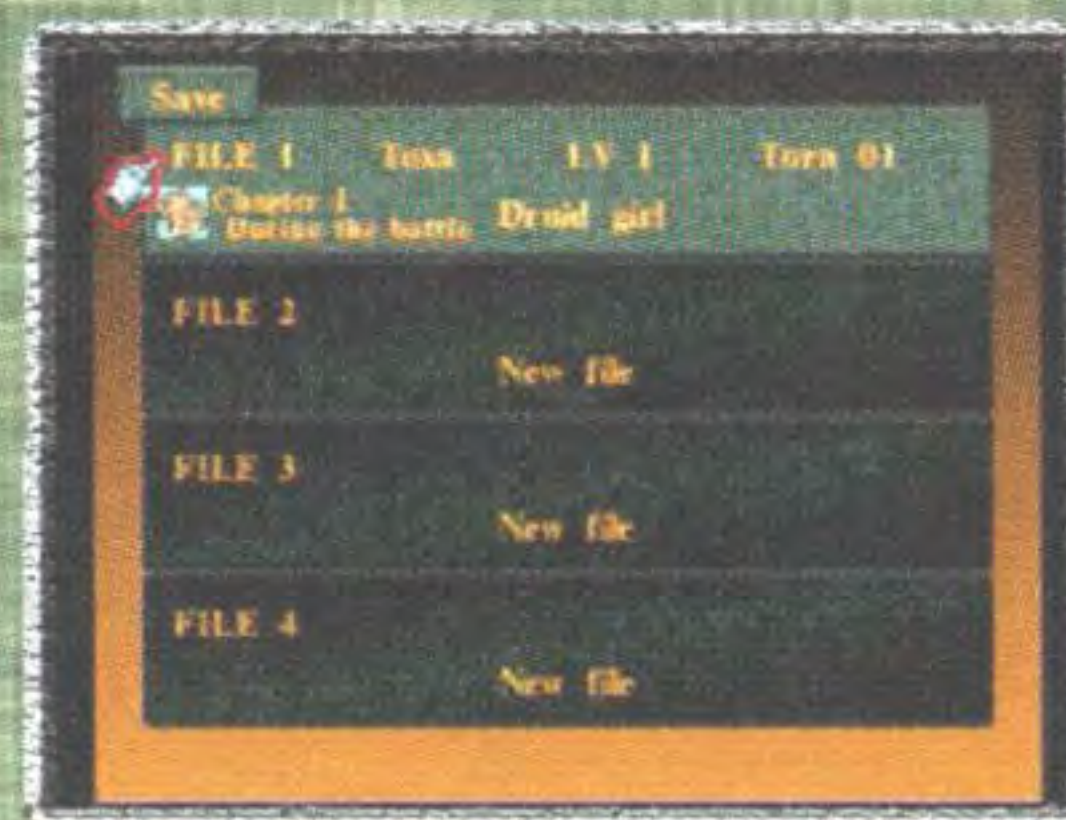 Save
FILE 1 Toxa LV 1 Turn 01
Chapter 1
During the battle Druid girl
FILE 2
New file
FILE 3
New file
FILE 4
New file